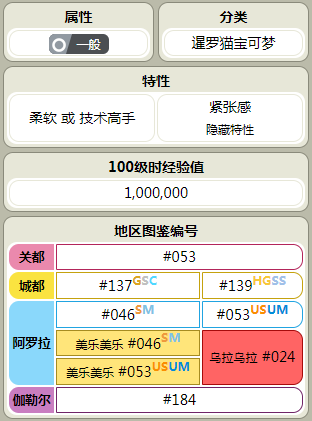 属性
分类
一般
暹罗猫宝可梦
特性
柔软 或 技术高手
紧张感
隐藏特性
100级时经验值
1,000,000
地区图鉴编号
关都
#053
城都
#137GSC
#139HGSS
阿罗拉
#046SM
#053USUM
美乐美乐 #046SM
美乐美乐 #053USUM
乌拉乌拉 #024
伽勒尔
#184